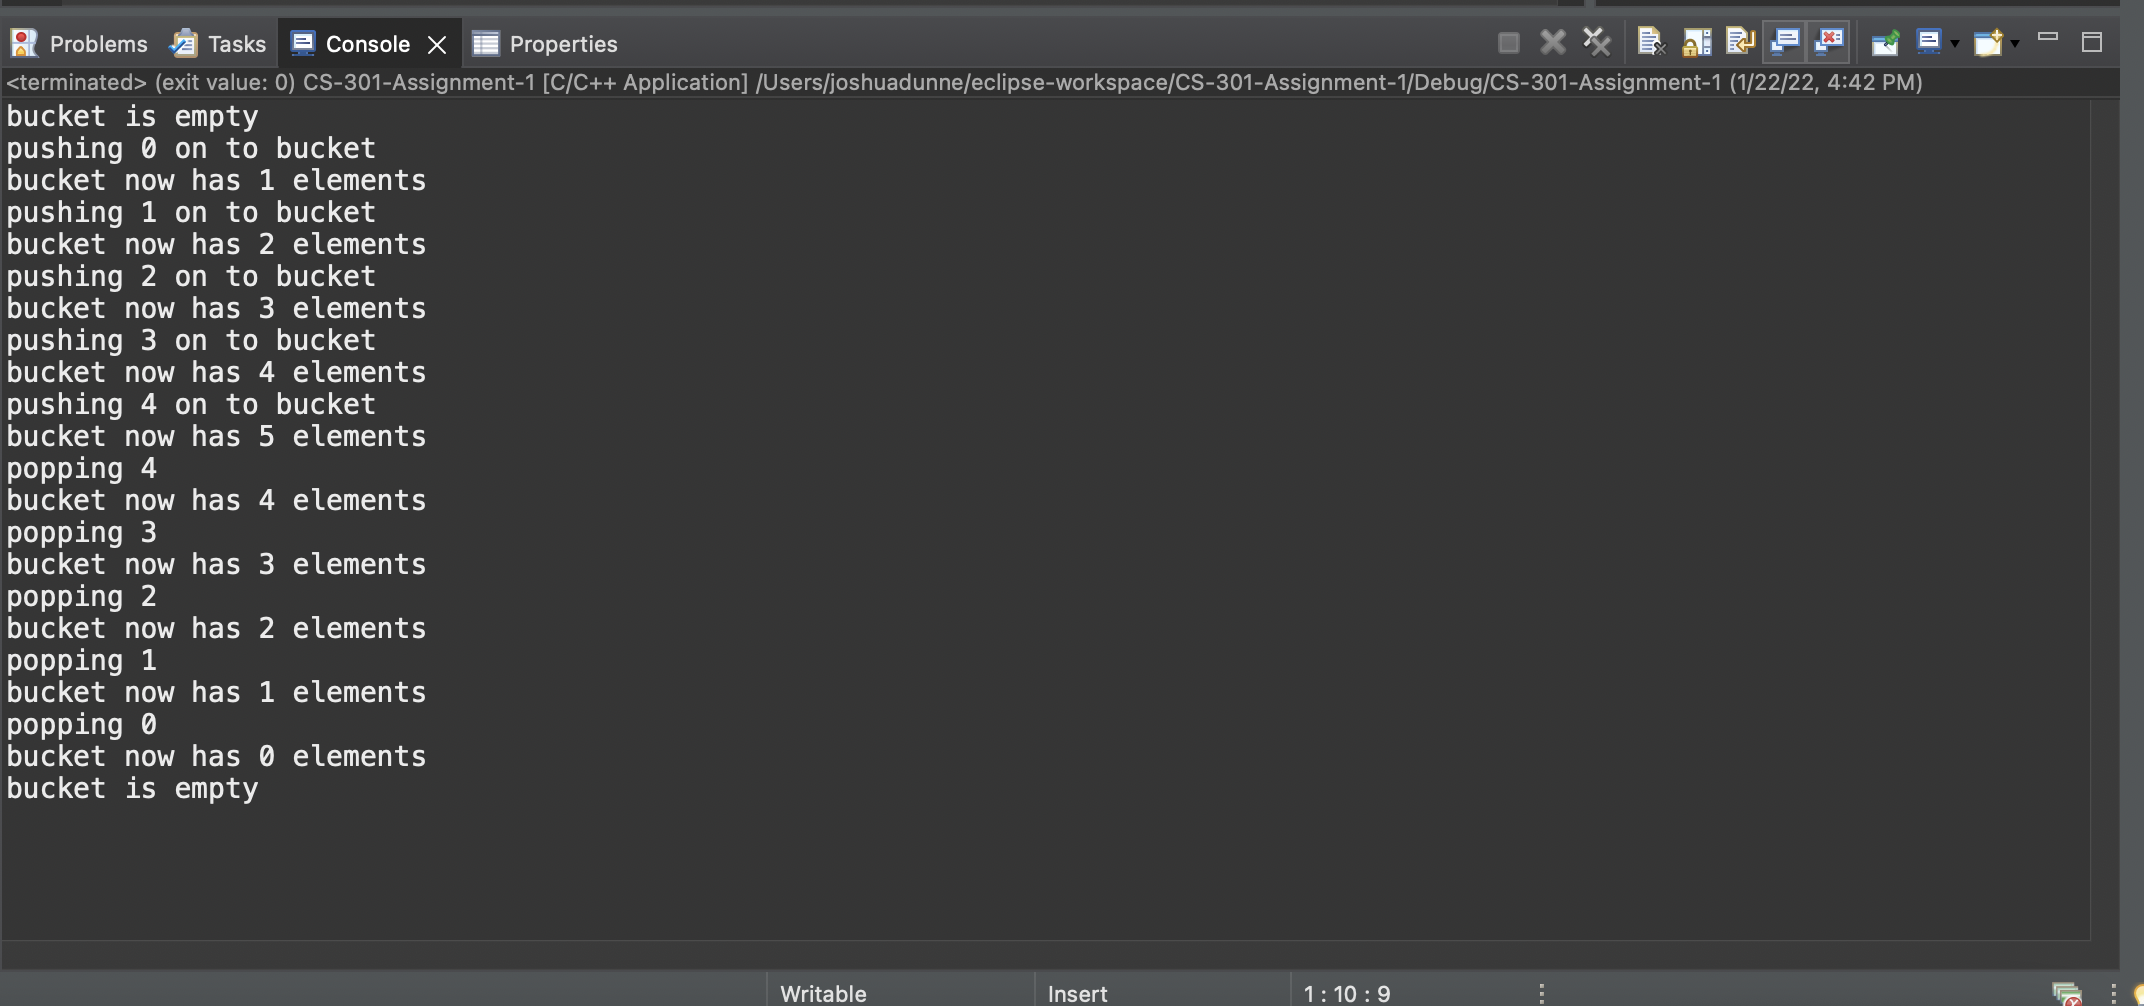 Problems Tasks Console Properties
<terminated> (exit value: 0) CS-301-Assignment-1 [C/C++ Application] /Users/joshuadunne/eclipse-workspace/CS-301-Assignment-1/Debug/CS-301-Assignment-1 (1/22/22, 4:42 PM)
bucket is empty
pushing 0 on to bucket
bucket now has 1 elements
pushing 1 on to bucket
bucket now has 2 elements
pushing 2 on to bucket
bucket now has 3 elements
pushing 3 on to bucket
bucket now has 4 elements
pushing 4 on to bucket
bucket now has 5 elements
popping 4
bucket now has 4 elements
popping 3
bucket now has 3 elements
popping 2
bucket now has 2 elements
popping 1
bucket now has 1 elements
popping 0
bucket now has 0 elements
bucket is empty
Writable Insert 1 : 10 : 9